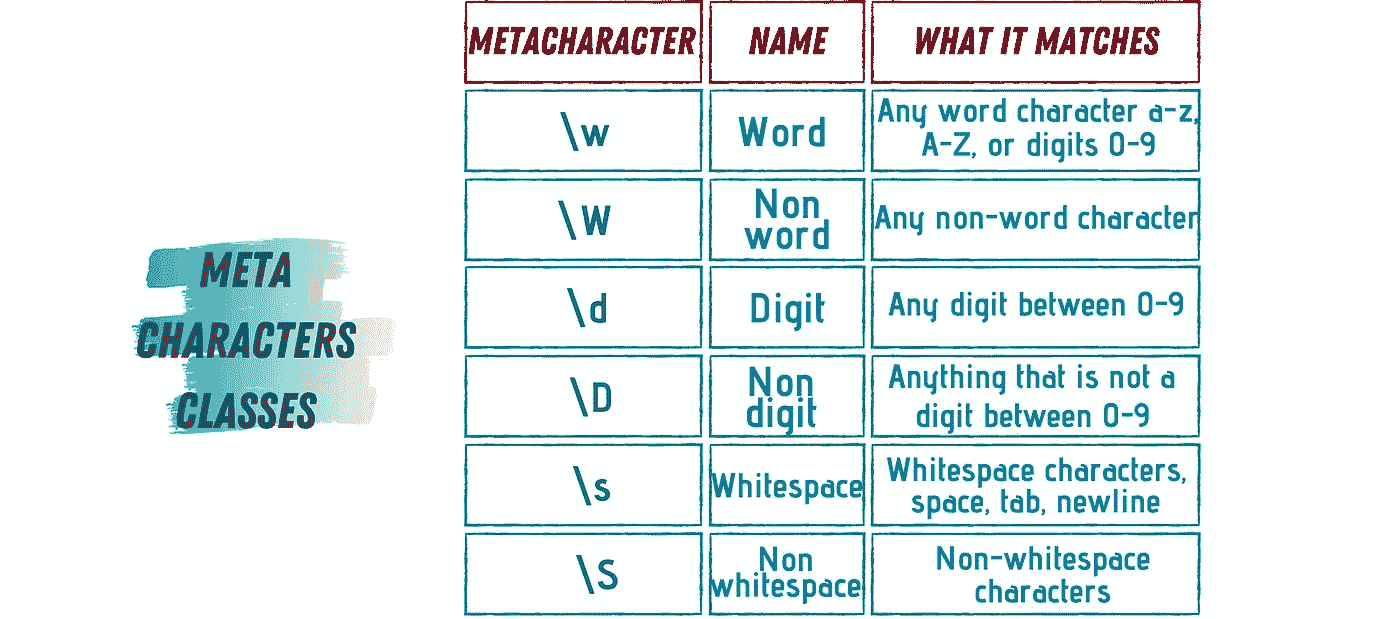 META
CHARACTERS
CLASSES
METACHARACTER NAME WHAT IT MATCHES
\w Word Any word character a-z,
A-Z, or digits 0-9
\W Non
word Any non-word character
\d Digit Any digit between 0-9
\D Non
digit Anything that is not a
digit between 0-9
\s Whitespace Whitespace characters,
space, tab, newline
\S Non
whitespace Non-whitespace
characters